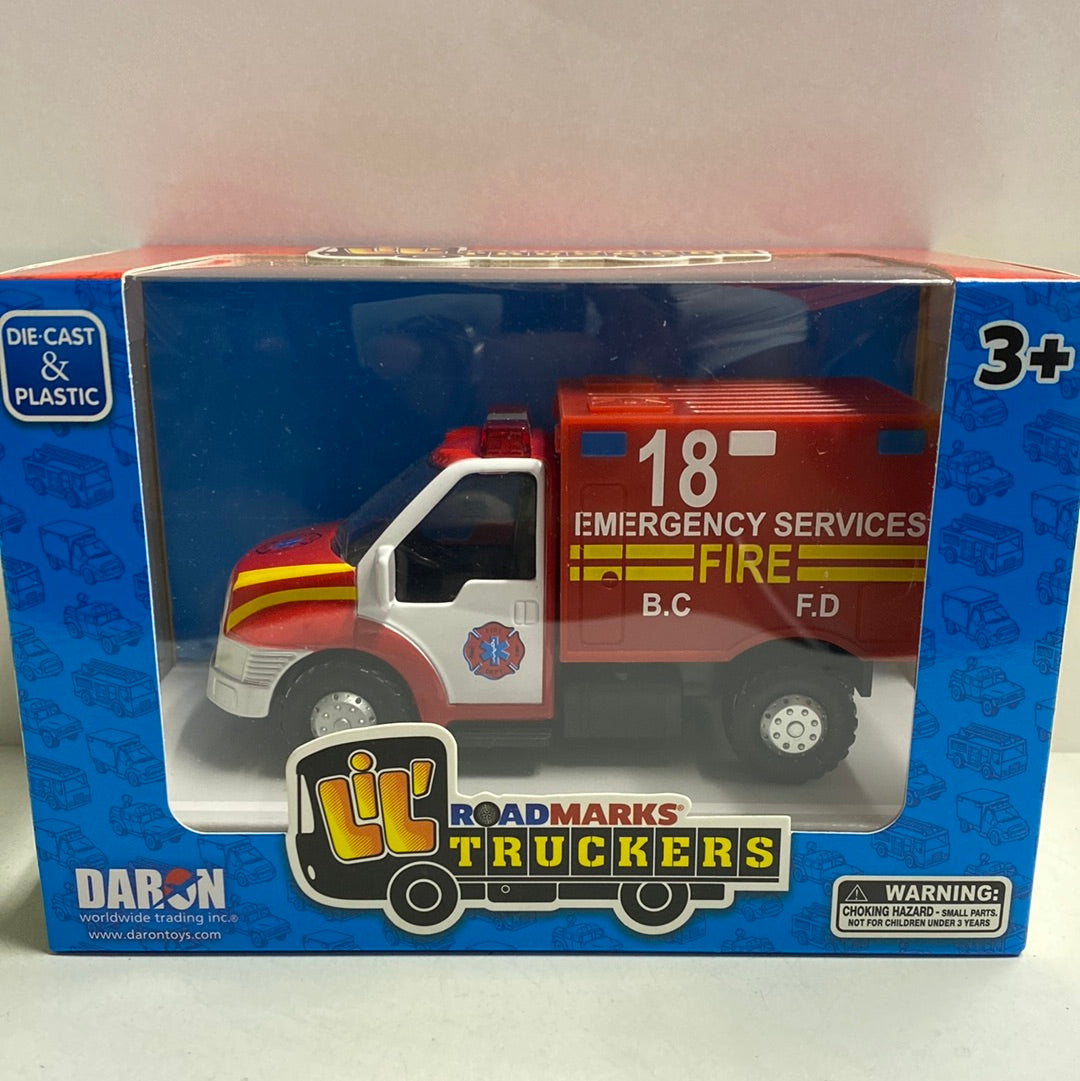 DIE-CAST
&
PLASTIC
3+
18
EMERGENCY SERVICES
FIRE
B.C F.D
LIL'
ROADMARKS®
TRUCKERS
DARON
worldwide trading inc.®
www.darontoys.com
WARNING:
CHOKING HAZARD - SMALL PARTS.
NOT FOR CHILDREN UNDER 3 YEARS